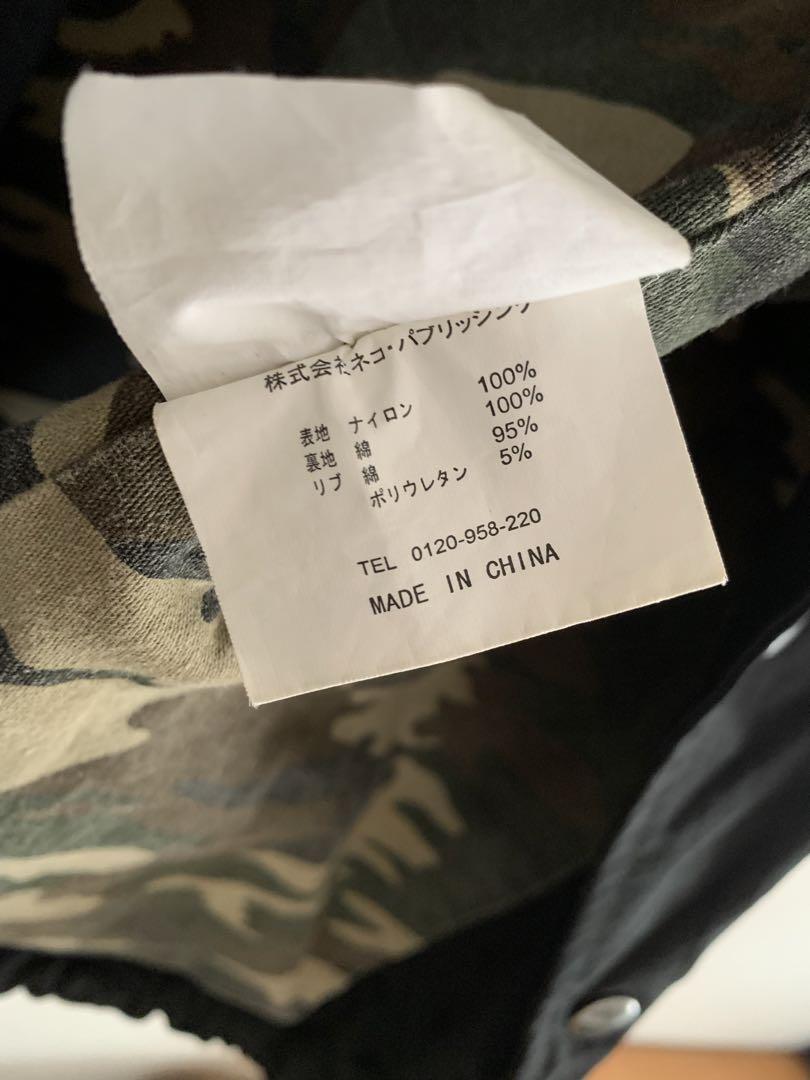 株式会社ネコ・パブリッシング
表地 ナイロン 100%
裏地 綿 100%
リブ 綿 95%
ポリウレタン 5%
TEL 0120-958-220
MADE IN CHINA